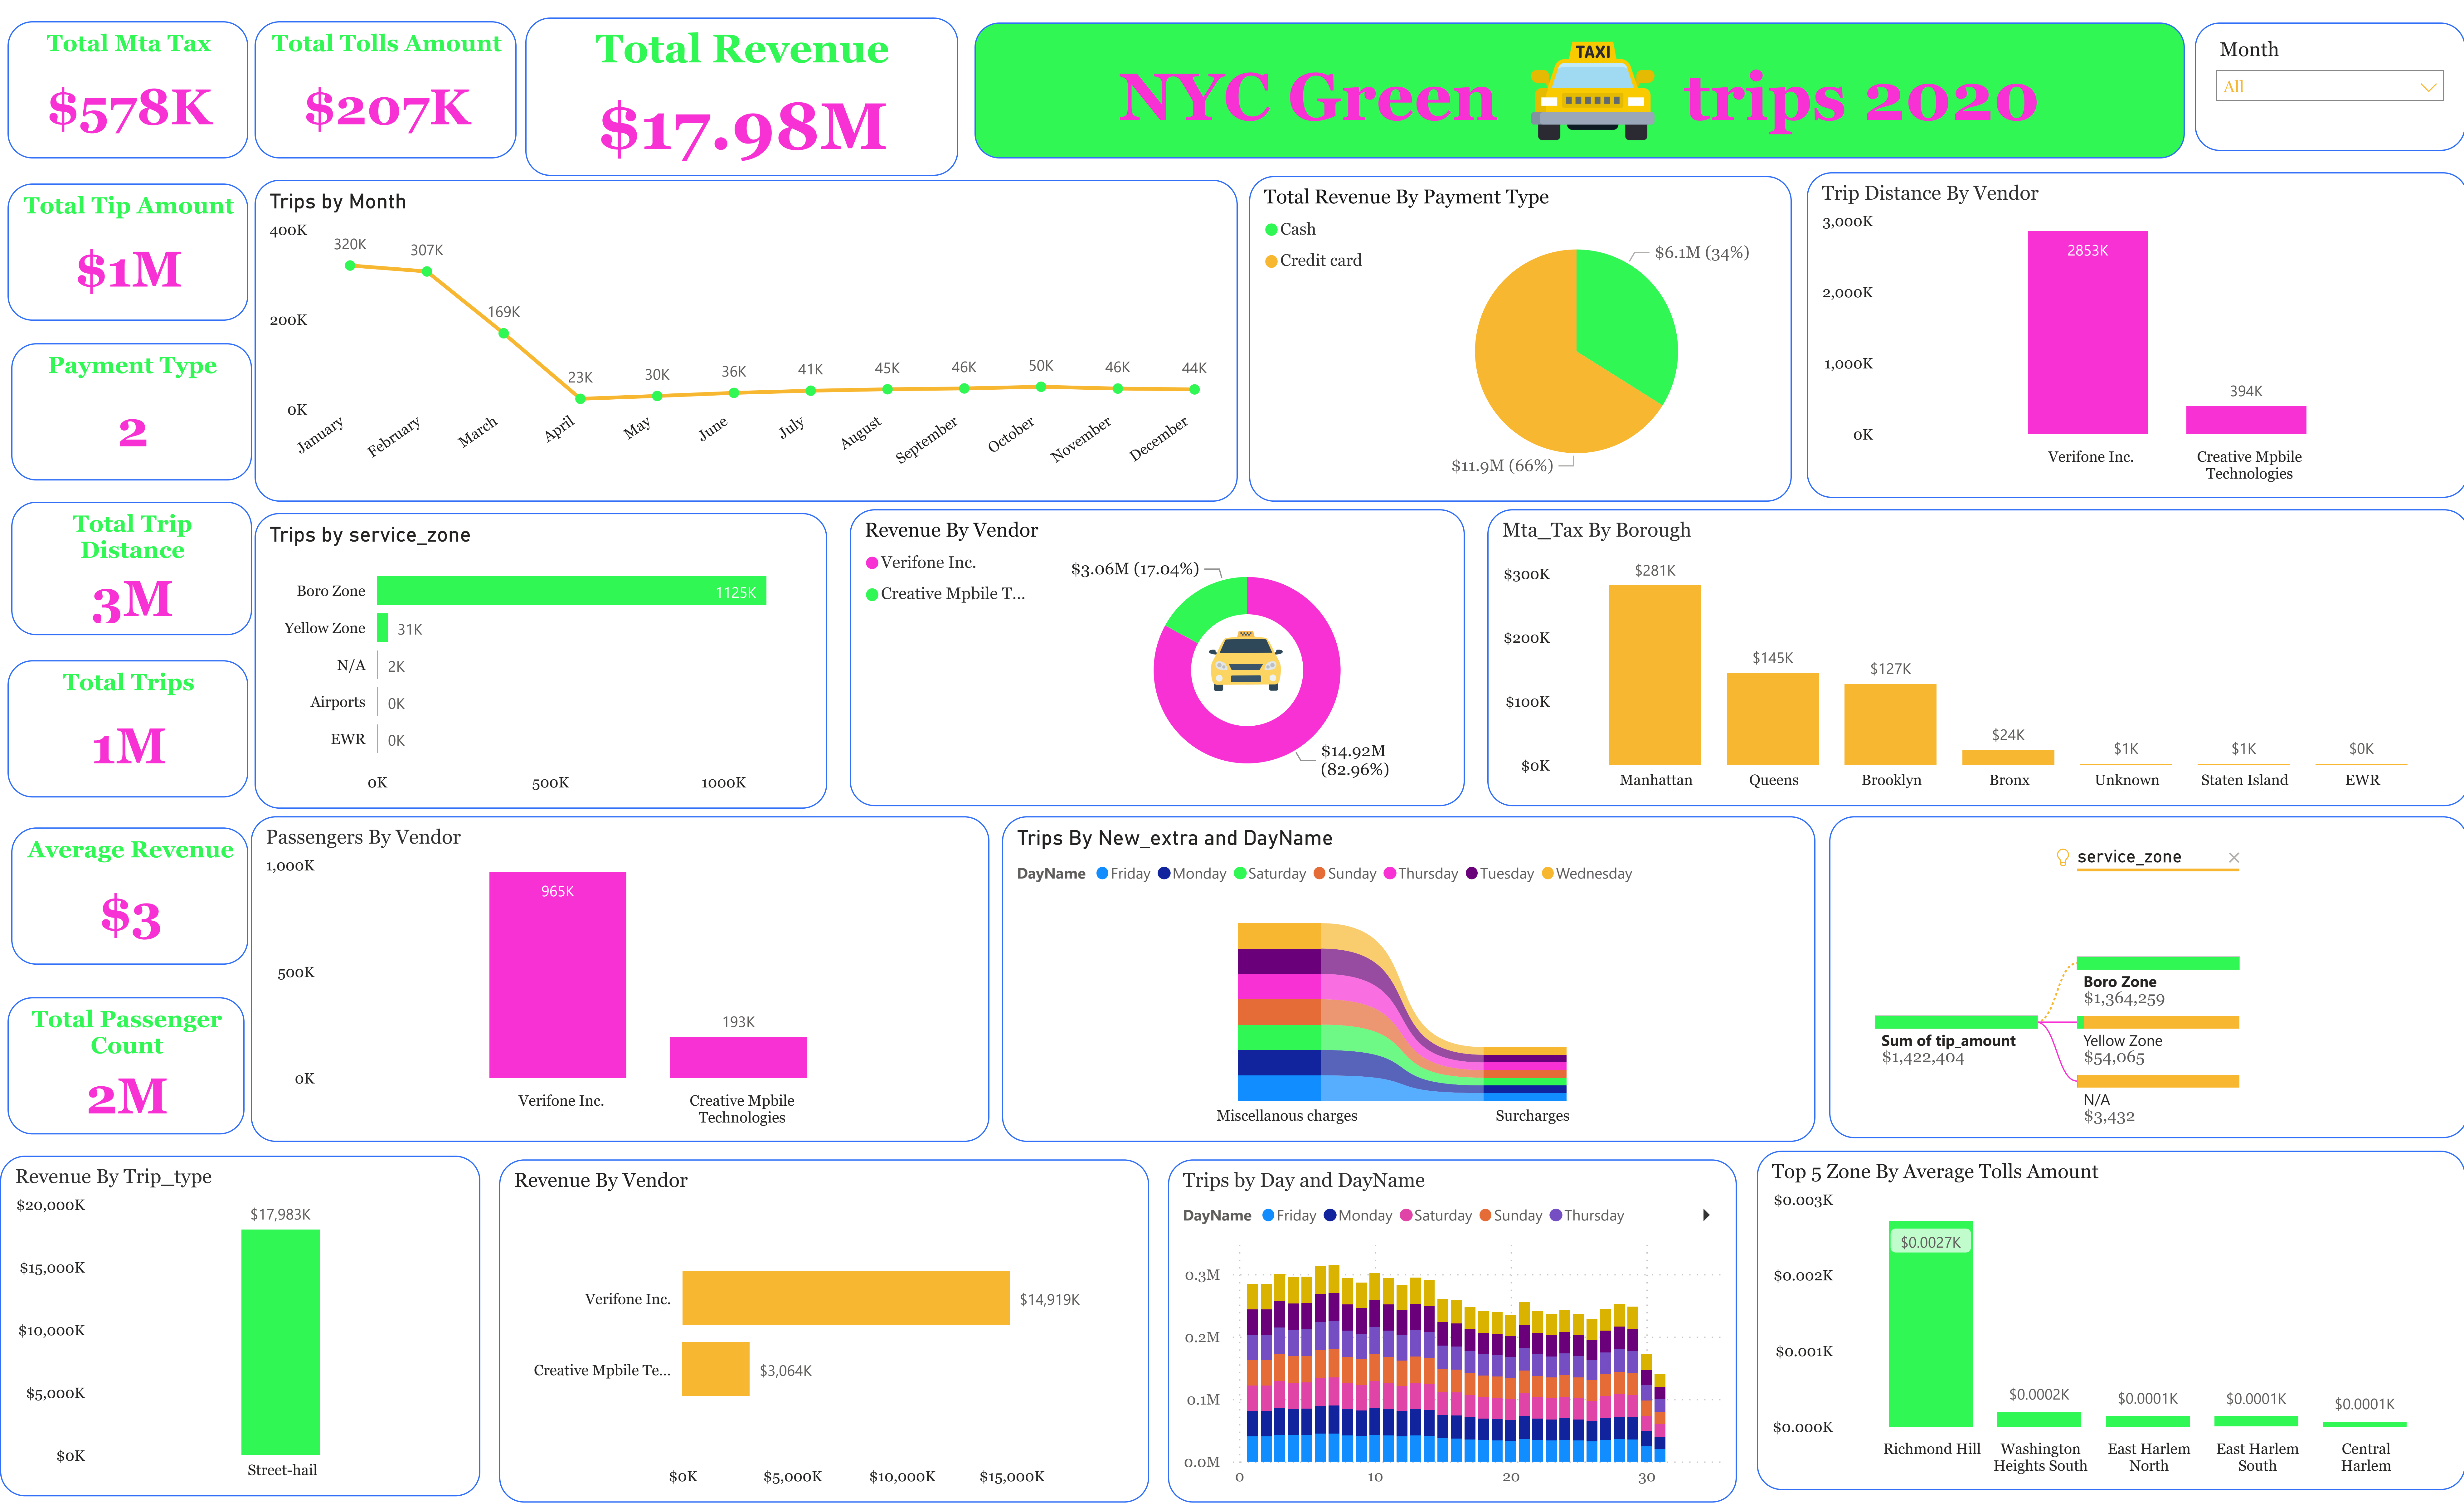 Total Mta Tax
$578K
Total Tolls Amount
$207K
Total Revenue
$17.98M
NYC Green
TAXI
trips 2020
Month
All
Total Tip Amount
$1M
Payment Type
2
Total Trip
Distance
3M
Total Trips
1M
Average Revenue
$3
Total Passenger
Count
2M
Trips by Month
400K
200K
0K
320K
307K
169K
23K
30K
36K
41K
45K
46K
50K
46K
44K
January
February
March
April
May
June
July
August
September
October
November
December
Total Revenue By Payment Type
Cash
Credit card
$6.1M (34%)
$11.9M (66%)
Trip Distance By Vendor
3,000K
2,000K
1,000K
0K
2853K
394K
Verifone Inc.
Creative Mpbile
Technologies
Trips by service_zone
Boro Zone
1125K
Yellow Zone
31K
N/A
2K
Airports
0K
EWR
0K
0K
500K
1000K
Revenue By Vendor
Verifone Inc.
Creative Mpbile T...
$3.06M (17.04%)
$14.92M
(82.96%)
Mta_Tax By Borough
$300K
$200K
$100K
$0K
$281K
$145K
$127K
$24K
$1K
$1K
$0K
Manhattan
Queens
Brooklyn
Bronx
Unknown
Staten Island
EWR
Passengers By Vendor
1,000K
500K
0K
965K
193K
Verifone Inc.
Creative Mpbile
Technologies
Trips By New_extra and DayName
DayName Friday Monday Saturday Sunday Thursday Tuesday Wednesday
Miscellanous charges
Surcharges
service_zone
Sum of tip_amount
$1,422,404
Boro Zone
$1,364,259
Yellow Zone
$54,065
N/A
$3,432
Revenue By Trip_type
$20,000K
$15,000K
$10,000K
$5,000K
$0K
$17,983K
Street-hail
Revenue By Vendor
Verifone Inc.
$14,919K
Creative Mpbile Te...
$3,064K
$0K
$5,000K
$10,000K
$15,000K
Trips by Day and DayName
DayName Friday Monday Saturday Sunday Thursday
0.3M
0.2M
0.1M
0.0M
0
10
20
30
Top 5 Zone By Average Tolls Amount
$0.003K
$0.002K
$0.001K
$0.000K
$0.0027K
$0.0002K
$0.0001K
$0.0001K
$0.0001K
Richmond Hill
Washington
Heights South
East Harlem
North
East Harlem
South
Central
Harlem